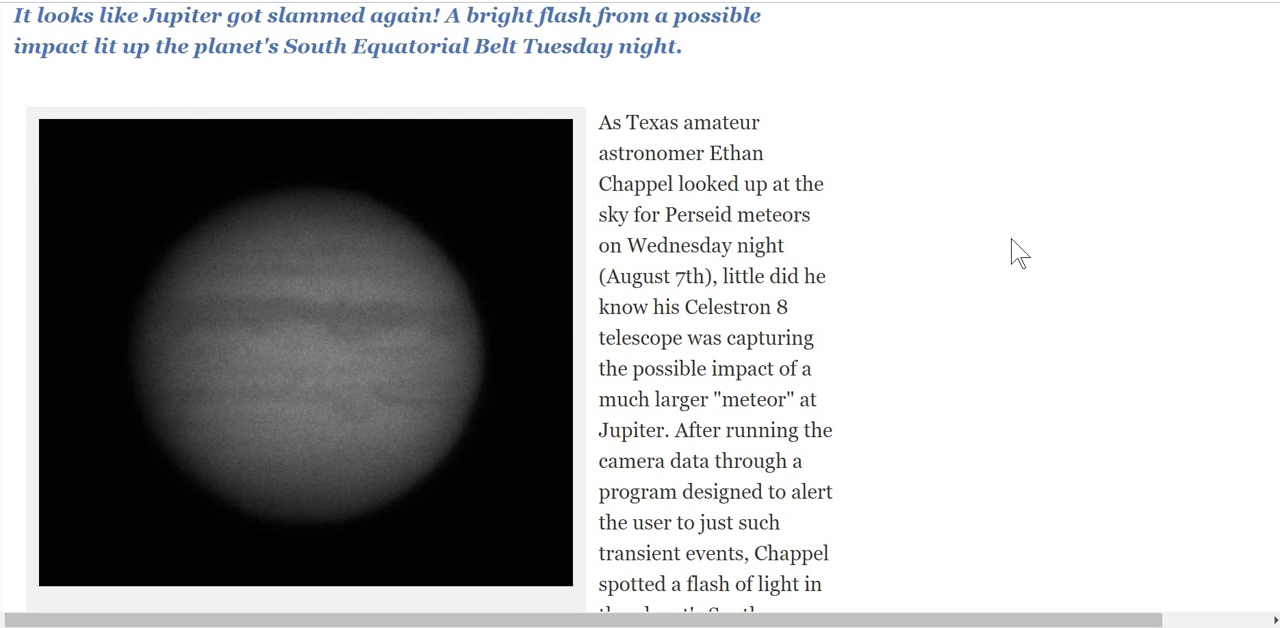 It looks like Jupiter got slammed again! A bright flash from a possible
impact lit up the planet's South Equatorial Belt Tuesday night.
As Texas amateur
astronomer Ethan
Chappel looked up at the
sky for Perseid meteors
on Wednesday night
(August 7th), little did he
know his Celestron 8
telescope was capturing
the possible impact of a
much larger "meteor" at
Jupiter. After running the
camera data through a
program designed to alert
the user to just such
transient events, Chappel
spotted a flash of light in